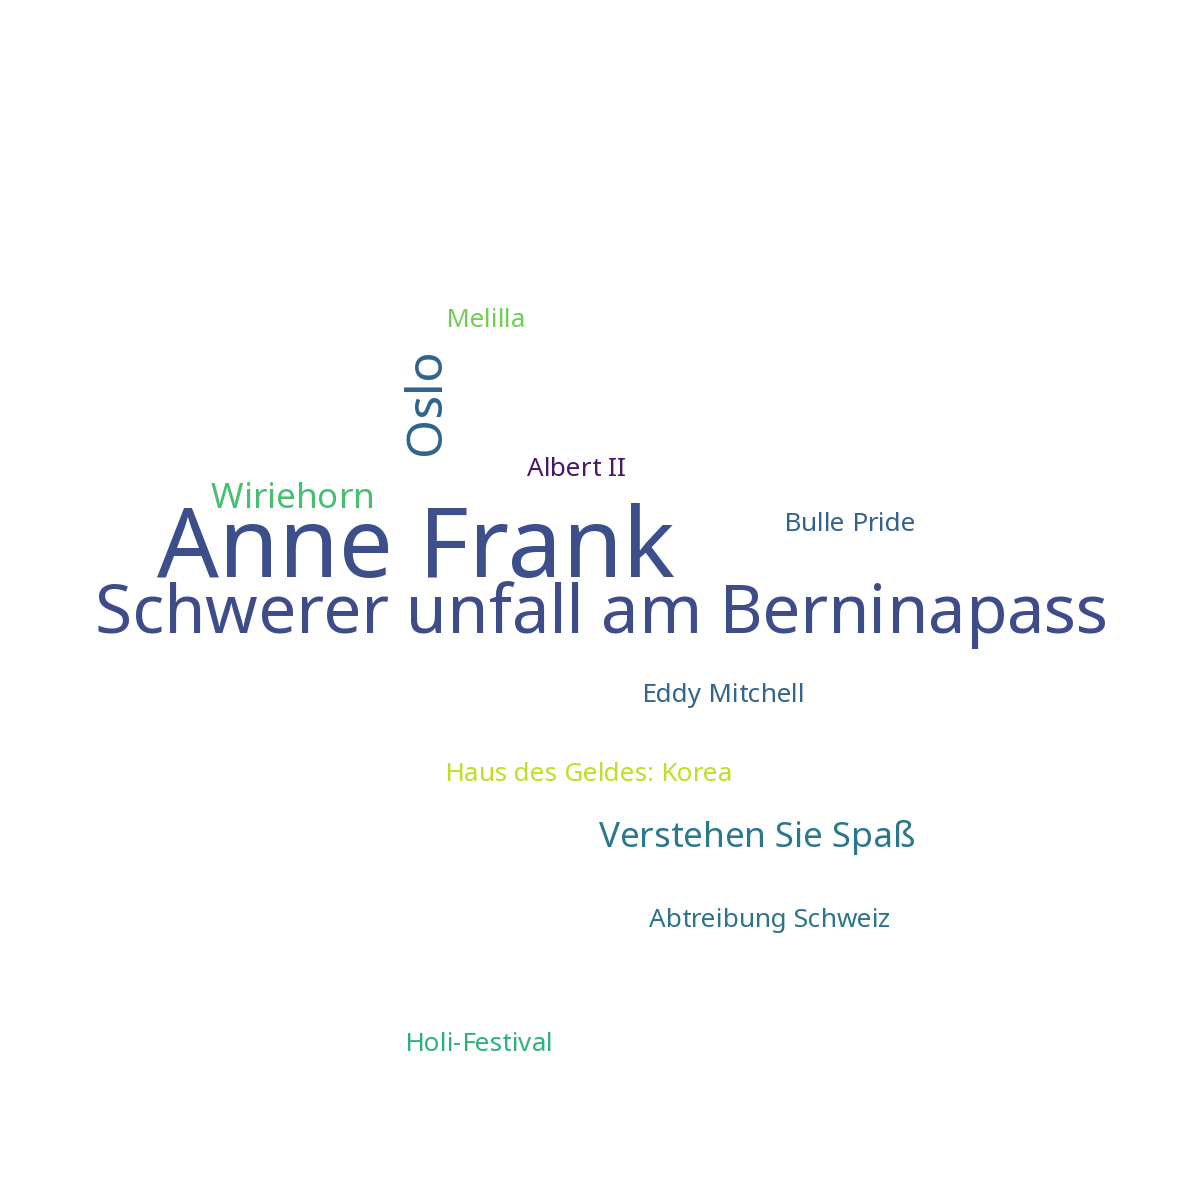 Melilla
Oslo
Albert II
Wiriehorn
Anne Frank
Bulle Pride
Schwerer unfall am Berninapass
Eddy Mitchell
Haus des Geldes: Korea
Verstehen Sie Spaß
Abtreibung Schweiz
Holi-Festival